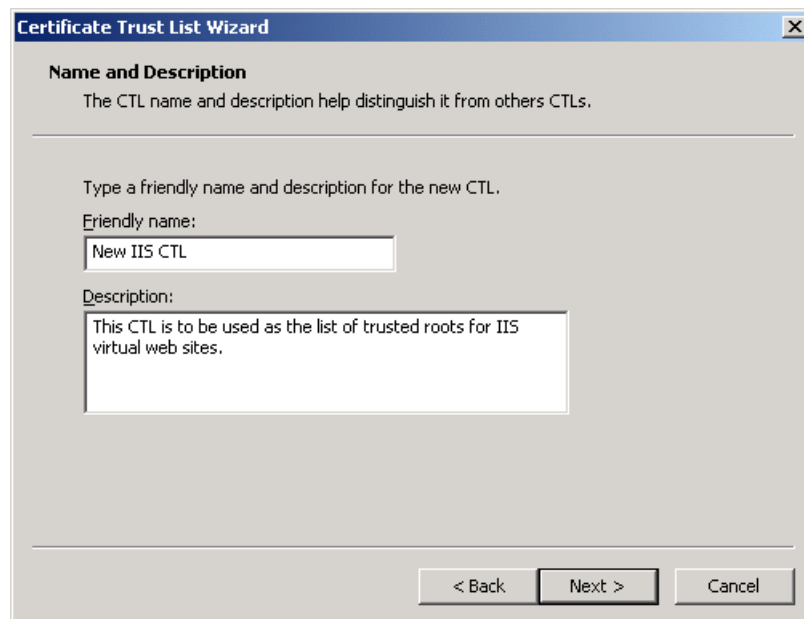 Certificate Trust List Wizard
Name and Description
The CTL name and description help distinguish it from others CTLs.
Type a friendly name and description for the new CTL.
Friendly name:
New IIS CTL
Description:
This CTL is to be used as the list of trusted roots for IIS
virtual web sites.
< Back Next > Cancel